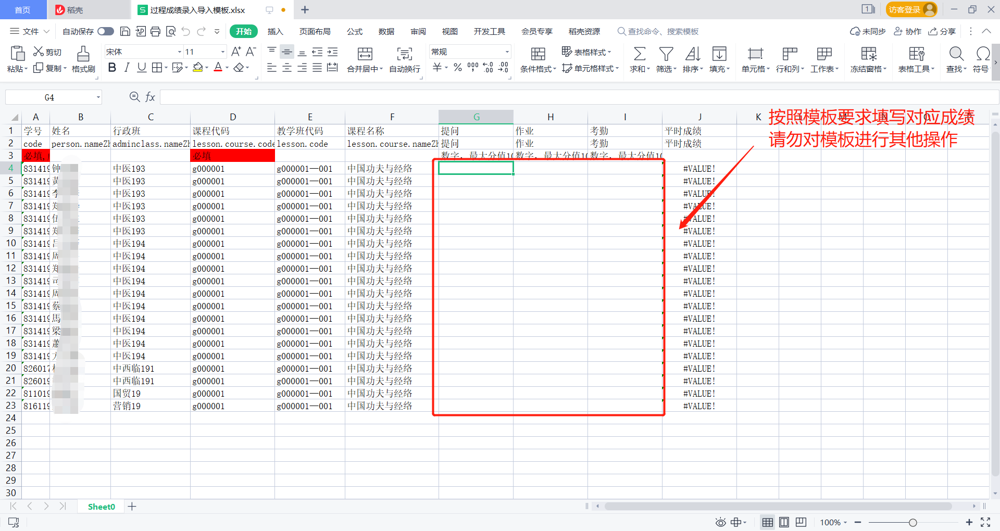 首页 稻壳 过程成绩录入导入模板.xlsx 1 访客登录
文件 自动保存 开始 插入 页面布局 公式 数据 审阅 视图 开发工具 会员专享 稻壳资源 查找命令、搜索模板 未同步 协作 分享
剪切 宋体 11 A+ A- 常规 表格样式
粘贴 复制 格式刷 B I U A 合并居中 自动换行 ¥ % 条件格式 单元格样式 求和 筛选 排序 填充 单元格 行和列 工作表 冻结窗格 表格工具 查找 符号
G4 fx
按照模板要求填写对应成绩
请勿对模板进行其他操作
A B C D E F G H I J K
1 学号 姓名 行政班 课程代码 教学班代码 课程名称 提问 作业 考勤 平时成绩
2 code person.nameZh adminclass.nameZh lesson.course.code lesson.code lesson.course.nameZh 提问 作业 考勤 平时成绩
3 必填, 必填 数字，最大分值10 数字，最大分值10 数字，最大分值10
4 831419 钟 中医193 g000001 g000001—001 中国功夫与经络 #VALUE!
5 831419 黄 中医193 g000001 g000001—001 中国功夫与经络 #VALUE!
6 831419 李 中医193 g000001 g000001—001 中国功夫与经络 #VALUE!
7 831419 郑 中医193 g000001 g000001—001 中国功夫与经络 #VALUE!
8 831419 伍 中医193 g000001 g000001—001 中国功夫与经络 #VALUE!
9 831419 郑 中医193 g000001 g000001—001 中国功夫与经络 #VALUE!
10 831419 吕 中医194 g000001 g000001—001 中国功夫与经络 #VALUE!
11 831419 周 中医194 g000001 g000001—001 中国功夫与经络 #VALUE!
12 831419 郑 中医194 g000001 g000001—001 中国功夫与经络 #VALUE!
13 831419 中医194 g000001 g000001—001 中国功夫与经络 #VALUE!
14 831419 周 中医194 g000001 g000001—001 中国功夫与经络 #VALUE!
15 831419 蔡 中医194 g000001 g000001—001 中国功夫与经络 #VALUE!
16 831419 馬 中医194 g000001 g000001—001 中国功夫与经络 #VALUE!
17 831419 梁 中医194 g000001 g000001—001 中国功夫与经络 #VALUE!
18 831419 蕭 中医194 g000001 g000001—001 中国功夫与经络 #VALUE!
19 831419 方 中医194 g000001 g000001—001 中国功夫与经络 #VALUE!
20 826017 中西临191 g000001 g000001—001 中国功夫与经络 #VALUE!
21 826019 中西临191 g000001 g000001—001 中国功夫与经络 #VALUE!
22 811019 国贸19 g000001 g000001—001 中国功夫与经络 #VALUE!
23 816119 营销19 g000001 g000001—001 中国功夫与经络 #VALUE!
24
25
26
27
28
29
30
Sheet0
100%